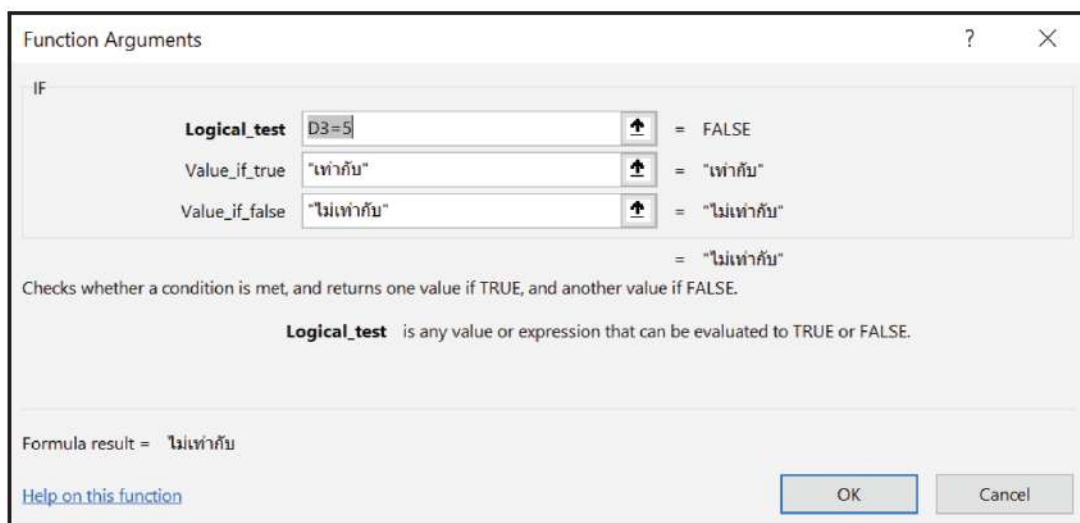 Function Arguments ? ×
IF
Logical_test D3=5 = FALSE
Value_if_true "เท่ากับ" = "เท่ากับ"
Value_if_false "ไม่เท่ากับ" = "ไม่เท่ากับ"
= "ไม่เท่ากับ"
Checks whether a condition is met, and returns one value if TRUE, and another value if FALSE.
Logical_test is any value or expression that can be evaluated to TRUE or FALSE.
Formula result = ไม่เท่ากับ
Help on this function OK Cancel